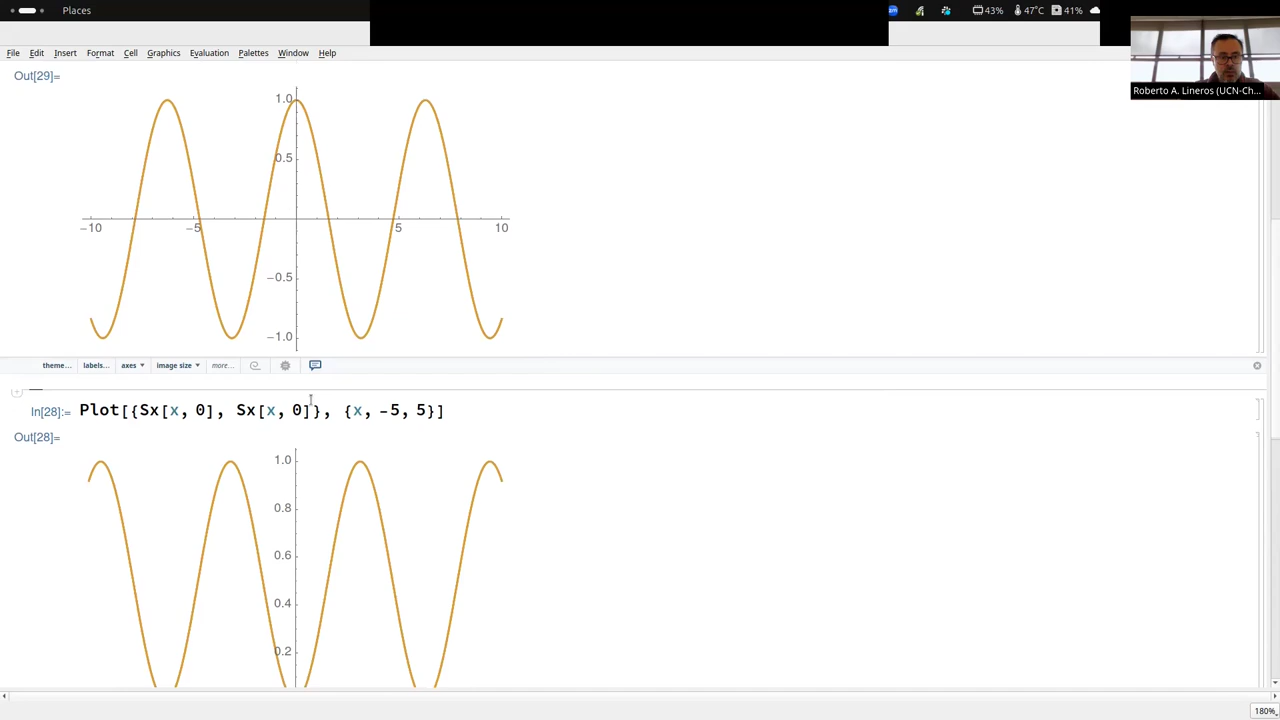 Places
43% 47°C 41%
File Edit Insert Format Cell Graphics Evaluation Palettes Window Help
Roberto A. Lineros (UCN-Ch...
Out[29]=
1.0
0.5
−10 −5 5 10
−0.5
−1.0
theme... labels... axes image size more...
In[28]:= Plot[{Sx[x, 0], Sx[x, 0]}, {x, -5, 5}]
Out[28]=
1.0
0.8
0.6
0.4
0.2
180%